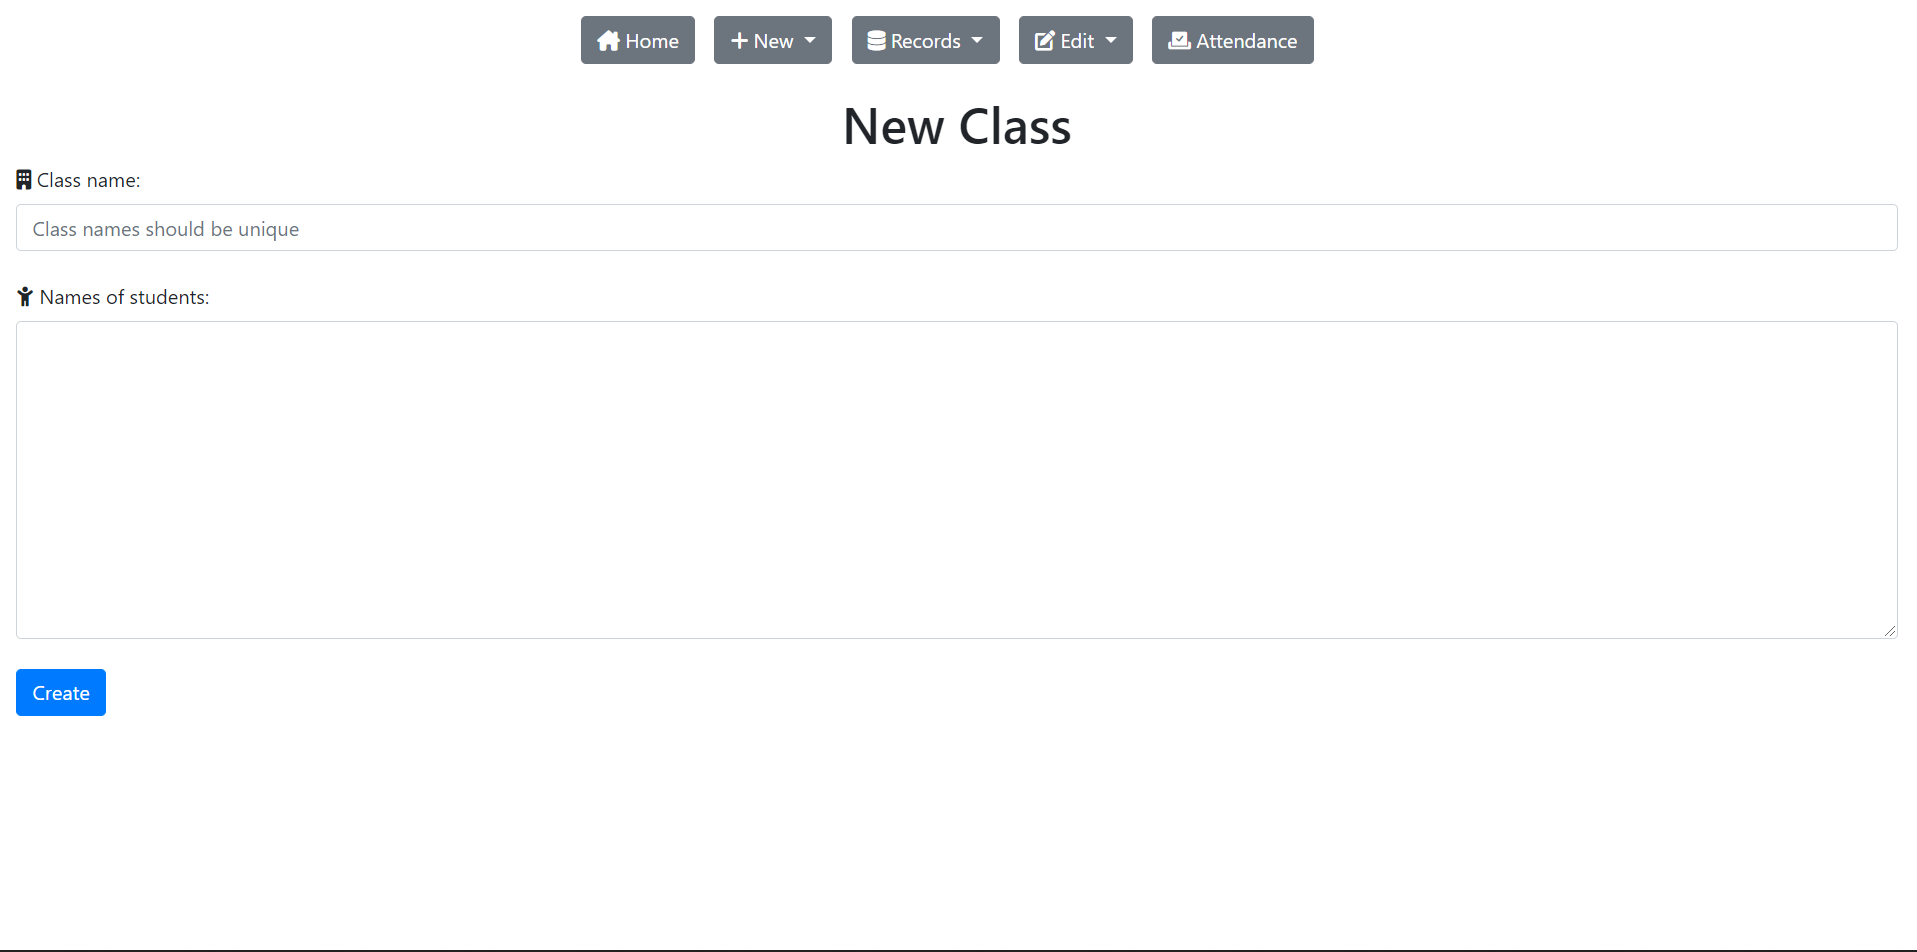 Home New Records Edit Attendance
New Class
Class name:
Class names should be unique
Names of students:
Create